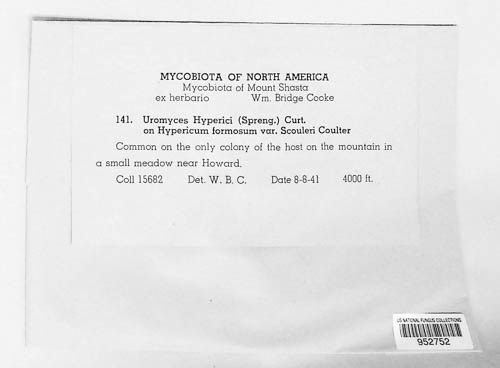 MYCOBIOTA OF NORTH AMERICA
Mycobiota of Mount Shasta
ex herbario Wm. Bridge Cooke
141. Uromyces Hyperici (Spreng.) Curt.
on Hypericum formosum var. Scouleri Coulter
Common on the only colony of the host on the mountain in
a small meadow near Howard.
Coll 15682 Det. W. B. C. Date 8-8-41 4000 ft.
US NATIONAL FUNGUS COLLECTIONS
952752